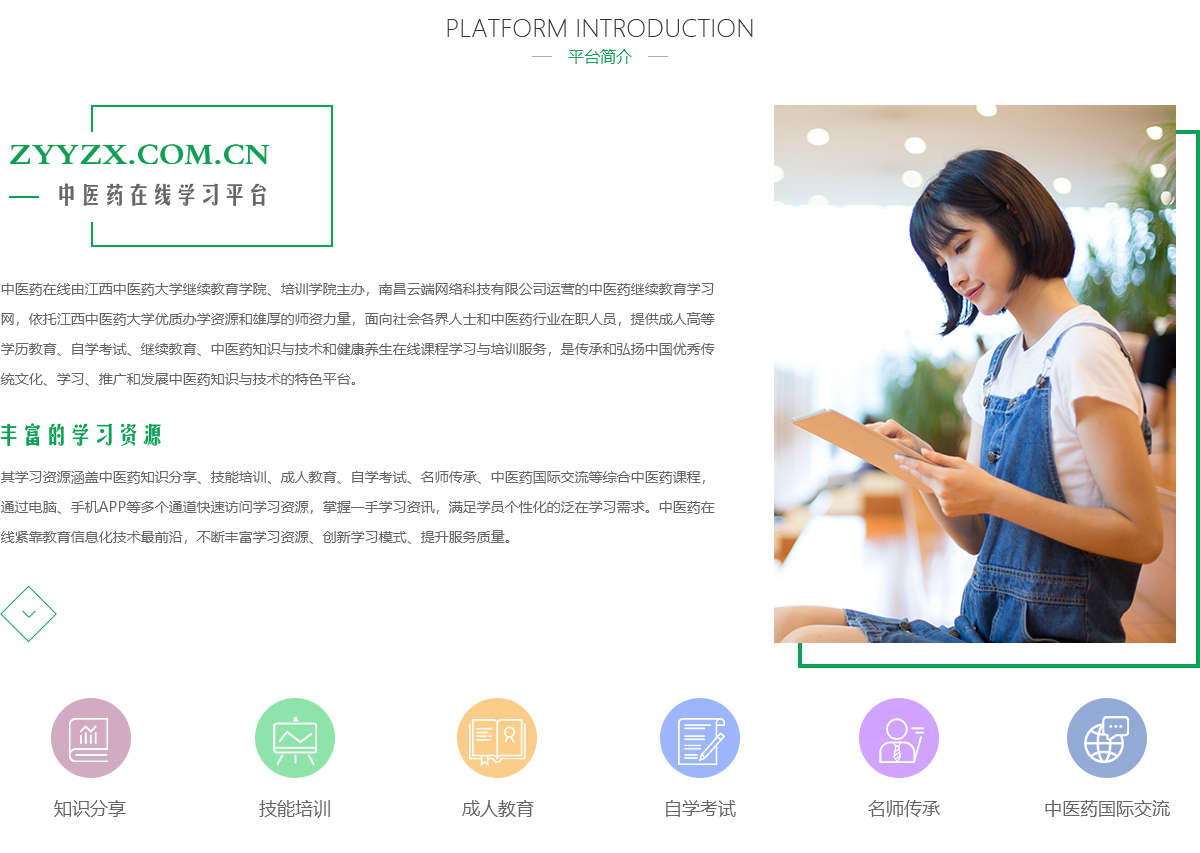 PLATFORM INTRODUCTION
平台简介
ZYYZX.COM.CN
中医药在线学习平台
中医药在线由江西中医药大学继续教育学院、培训学院主办，南昌云端网络科技有限公司运营的中医药继续教育学习
网，依托江西中医药大学优质办学资源和雄厚的师资力量，面向社会各界人士和中医药行业在职人员，提供成人高等
学历教育、自学考试、继续教育、中医药知识与技术和健康养生在线课程学习与培训服务，是传承和弘扬中国优秀传
统文化、学习、推广和发展中医药知识与技术的特色平台。
丰富的学习资源
其学习资源涵盖中医药知识分享、技能培训、成人教育、自学考试、名师传承、中医药国际交流等综合中医药课程，
通过电脑、手机APP等多个通道快速访问学习资源，掌握一手学习资讯，满足学员个性化的泛在学习需求。中医药在
线紧靠教育信息化技术最前沿，不断丰富学习资源、创新学习模式、提升服务质量。
知识分享
技能培训
成人教育
自学考试
名师传承
中医药国际交流